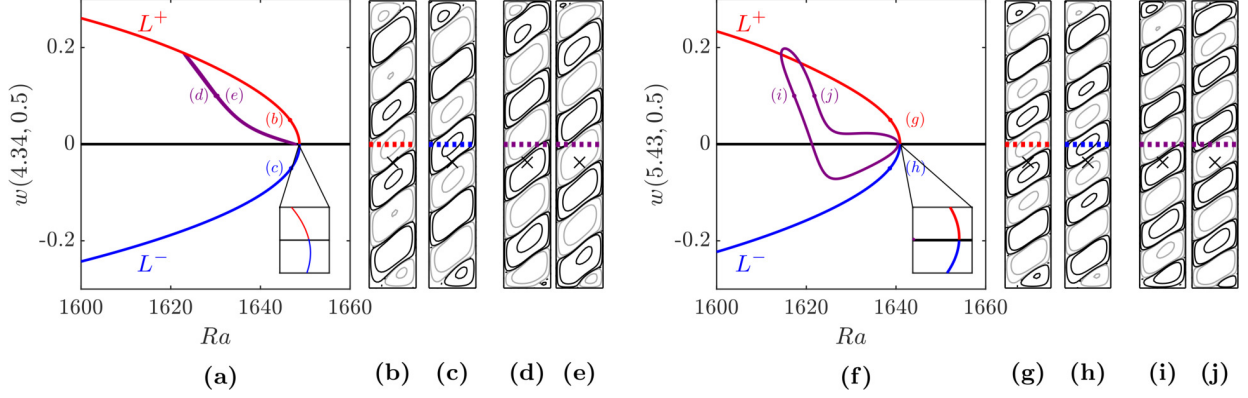 w(4.34, 0.5)
0.2
0
-0.2
L+
L−
(d)
(e)
(b)
(c)
1600
1620
1640
1660
Ra
(a)
(b)
(c)
(d)
(e)
w(5.43, 0.5)
0.2
0
-0.2
L+
L−
(i)
(j)
(g)
(h)
1600
1620
1640
1660
Ra
(f)
(g)
(h)
(i)
(j)